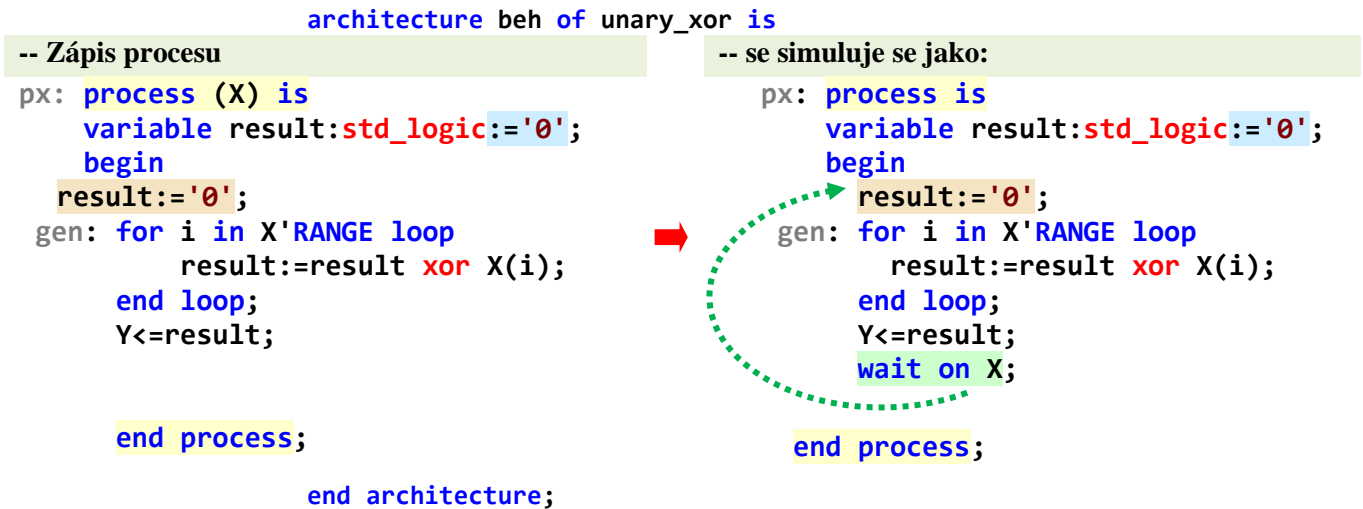 architecture beh of unary_xor is
-- Zápis procesu
px: process (X) is
variable result:std_logic:='0';
begin
result:='0';
gen: for i in X'RANGE loop
result:=result xor X(i);
end loop;
Y<=result;
end process;
-- se simuluje se jako:
px: process is
variable result:std_logic:='0';
begin
result:='0';
gen: for i in X'RANGE loop
result:=result xor X(i);
end loop;
Y<=result;
wait on X;
end process;
end architecture;